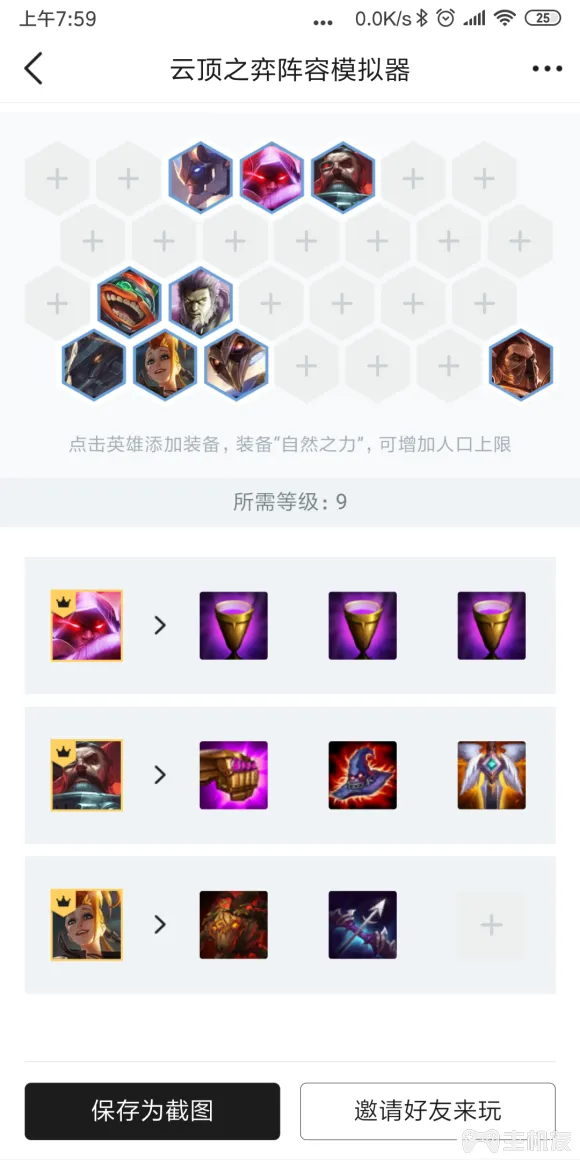 上午7:59
... 0.0K/s 25
云顶之弈阵容模拟器
点击英雄添加装备，装备“自然之力”，可增加人口上限
所需等级：9
保存为截图
邀请好友来玩
主机友